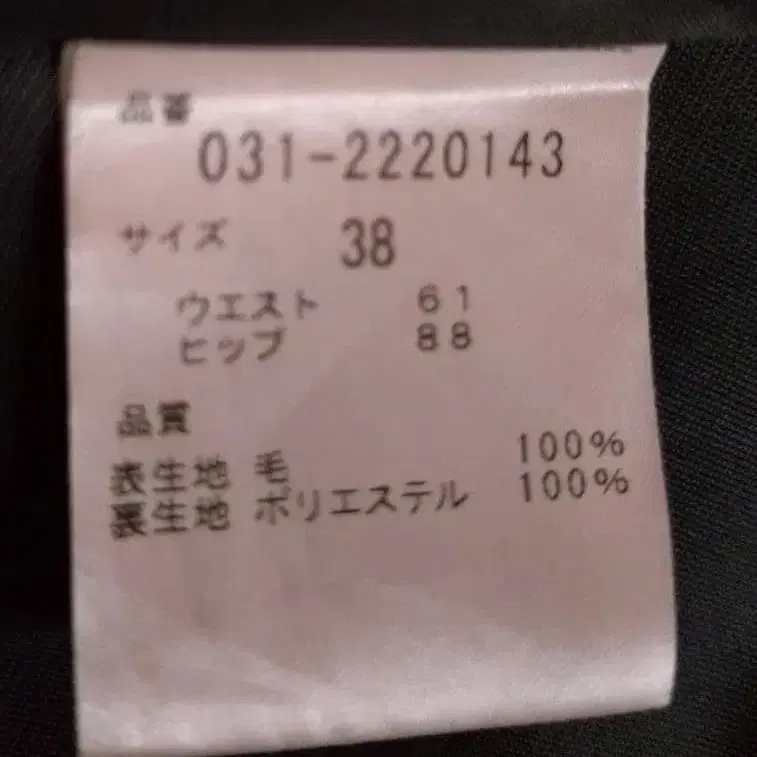 品番
031-2220143
サイズ 38
ウエスト 61
ヒップ 88
品質
表生地 毛 100%
裏生地 ポリエステル 100%